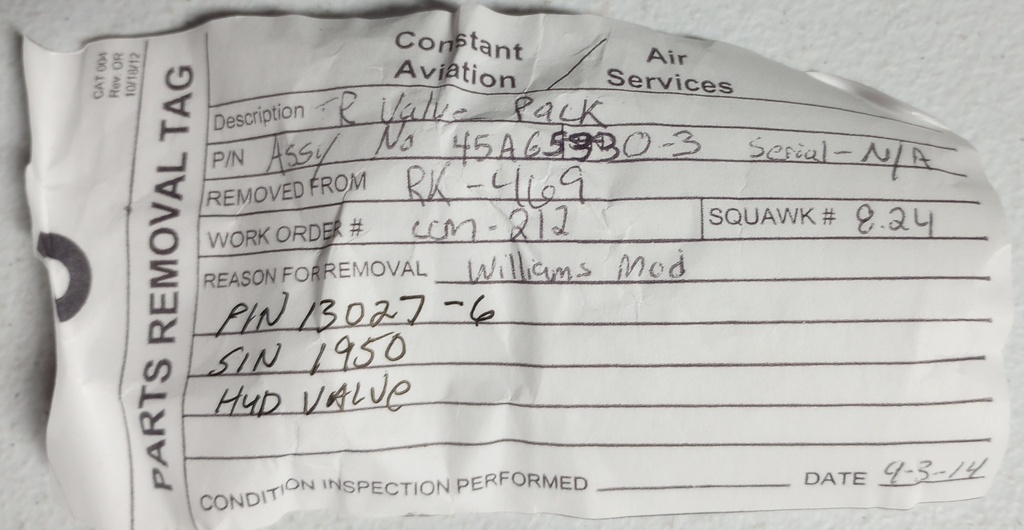 CAT 004
Rev. OR
10/18/12
PARTS REMOVAL TAG
Constant Aviation / Air Services
Description R Valve Pack
P/N Assy No 45A65930-3 Serial - N/A
REMOVED FROM RK-469
WORK ORDER # ccm-212 SQUAWK # 8.24
REASON FOR REMOVAL Williams Mod
P/N 13027-6
S/N 1950
HYD VALVe
CONDITION INSPECTION PERFORMED DATE 9-3-14